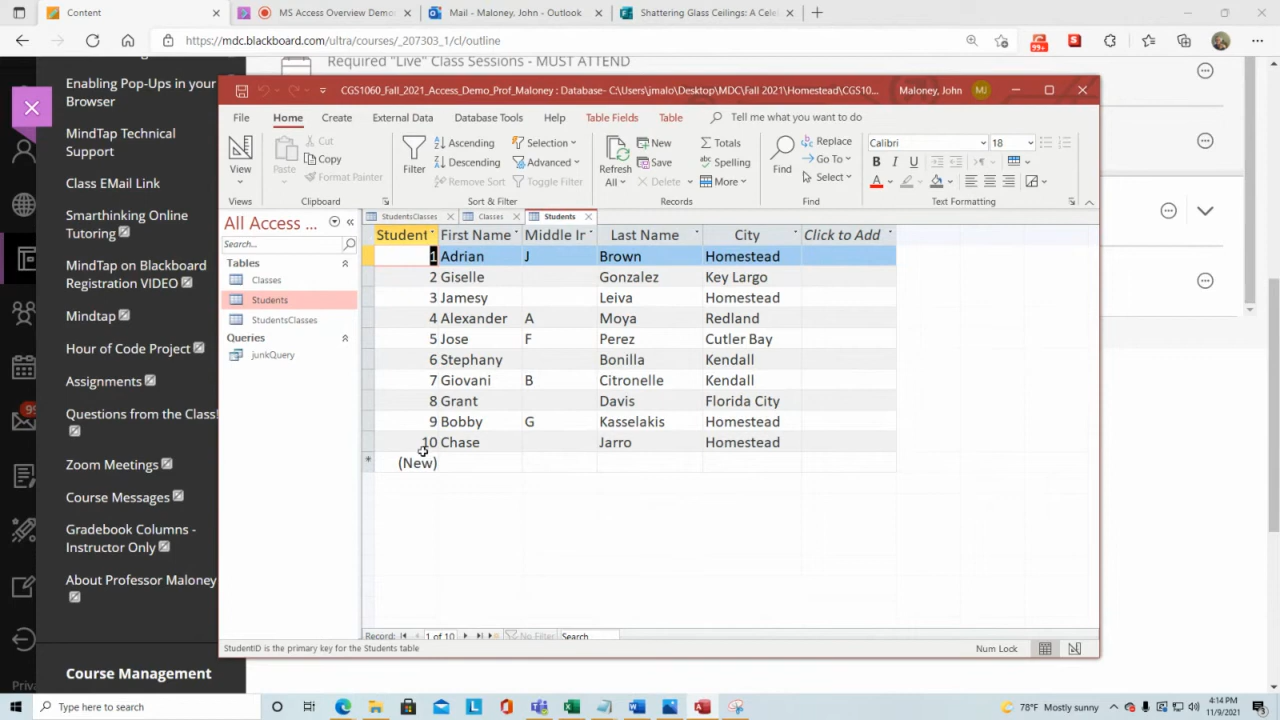 Content
MS Access Overview Demo
Mail - Maloney, John - Outlook
Shattering Glass Ceilings: A Cel
https://mdc.blackboard.com/ultra/courses/_207303_1/cl/outline
99+
Enabling Pop-Ups in your
Browser
MindTap Technical
Support
Class EMail Link
Smarthinking Online
Tutoring
MindTap on Blackboard
Registration VIDEO
Mindtap
Hour of Code Project
Assignments
Questions from the Class!
Zoom Meetings
Course Messages
Gradebook Columns -
Instructor Only
About Professor Maloney
Course Management
Required "Live" Class Sessions - MUST ATTEND
CGS1060_Fall_2021_Access_Demo_Prof_Maloney : Database- C:\Users\jmalo\Desktop\MDC\Fall 2021\Homestead\CGS10...
Maloney, John MJ
File Home Create External Data Database Tools Help Table Fields Table Tell me what you want to do
View
Paste
Cut
Copy
Format Painter
Clipboard
Filter
Ascending
Descending
Remove Sort
Selection
Advanced
Toggle Filter
Sort & Filter
Refresh
All
New
Save
Delete
Totals
Spelling
More
Records
Find
Replace
Go To
Select
Find
Calibri 18
B I U
A
Text Formatting
All Access ...
Search...
Tables
Classes
Students
StudentsClasses
Queries
junkQuery
StudentsClasses Classes Students
Student First Name Middle Ir Last Name City Click to Add
1 Adrian J Brown Homestead
2 Giselle Gonzalez Key Largo
3 Jamesy Leiva Homestead
4 Alexander A Moya Redland
5 Jose F Perez Cutler Bay
6 Stephany Bonilla Kendall
7 Giovani B Citronelle Kendall
8 Grant Davis Florida City
9 Bobby G Kasselakis Homestead
10 Chase Jarro Homestead
* (New)
Record: 1 of 10 No Filter Search
StudentID is the primary key for the Students table
Num Lock
Type here to search
78°F Mostly sunny
4:14 PM
11/9/2021